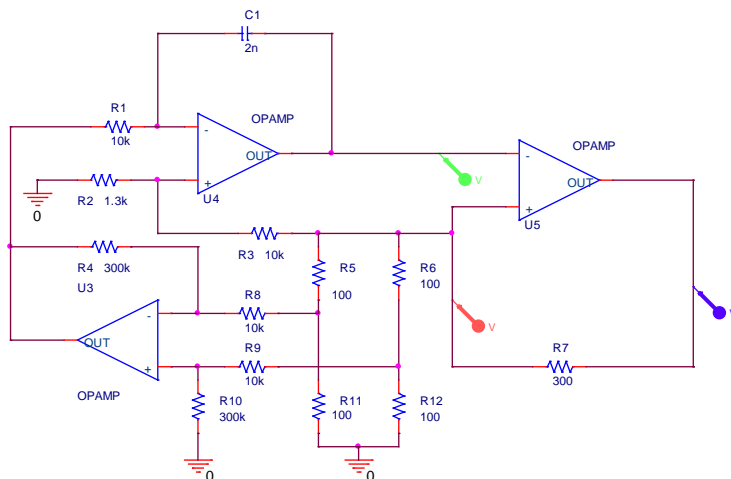 C1
2n
R1
OPAMP
10k
-
OUT
+
U4
OPAMP
-
OUT
+
U5
V
R2 1.3k
0
R3 10k
R4 300k
U3
R5
100
R6
100
R8
10k
-
OUT
+
OPAMP
R9
10k
V
V
R7
300
R10
300k
R11
100
R12
100
0
0